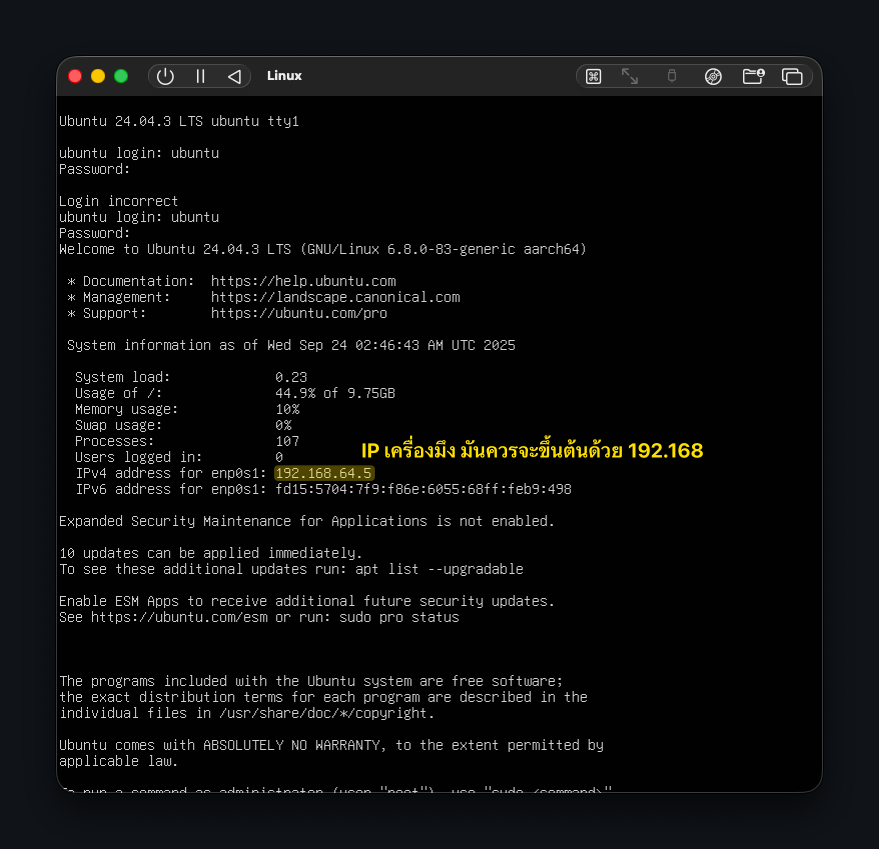 Linux
Ubuntu 24.04.3 LTS ubuntu tty1
ubuntu login: ubuntu
Password:
Login incorrect
ubuntu login: ubuntu
Password:
Welcome to Ubuntu 24.04.3 LTS (GNU/Linux 6.8.0-83-generic aarch64)
* Documentation: https://help.ubuntu.com
* Management: https://landscape.canonical.com
* Support: https://ubuntu.com/pro
System information as of Wed Sep 24 02:46:43 AM UTC 2025
System load: 0.23
Usage of /: 44.9% of 9.75GB
Memory usage: 10%
Swap usage: 0%
Processes: 107
IP เครื่องมึง มันควรจะขึ้นต้นด้วย 192.168
Users logged in: 0
IPv4 address for enp0s1: 192.168.64.5
IPv6 address for enp0s1: fd15:5704:7f9:f86e:6055:68ff:feb9:498
Expanded Security Maintenance for Applications is not enabled.
10 updates can be applied immediately.
To see these additional updates run: apt list --upgradable
Enable ESM Apps to receive additional future security updates.
See https://ubuntu.com/esm or run: sudo pro status
The programs included with the Ubuntu system are free software;
the exact distribution terms for each program are described in the
individual files in /usr/share/doc/*/copyright.
Ubuntu comes with ABSOLUTELY NO WARRANTY, to the extent permitted by
applicable law.
To run a command as administrator (user "root"), use "sudo <command>"